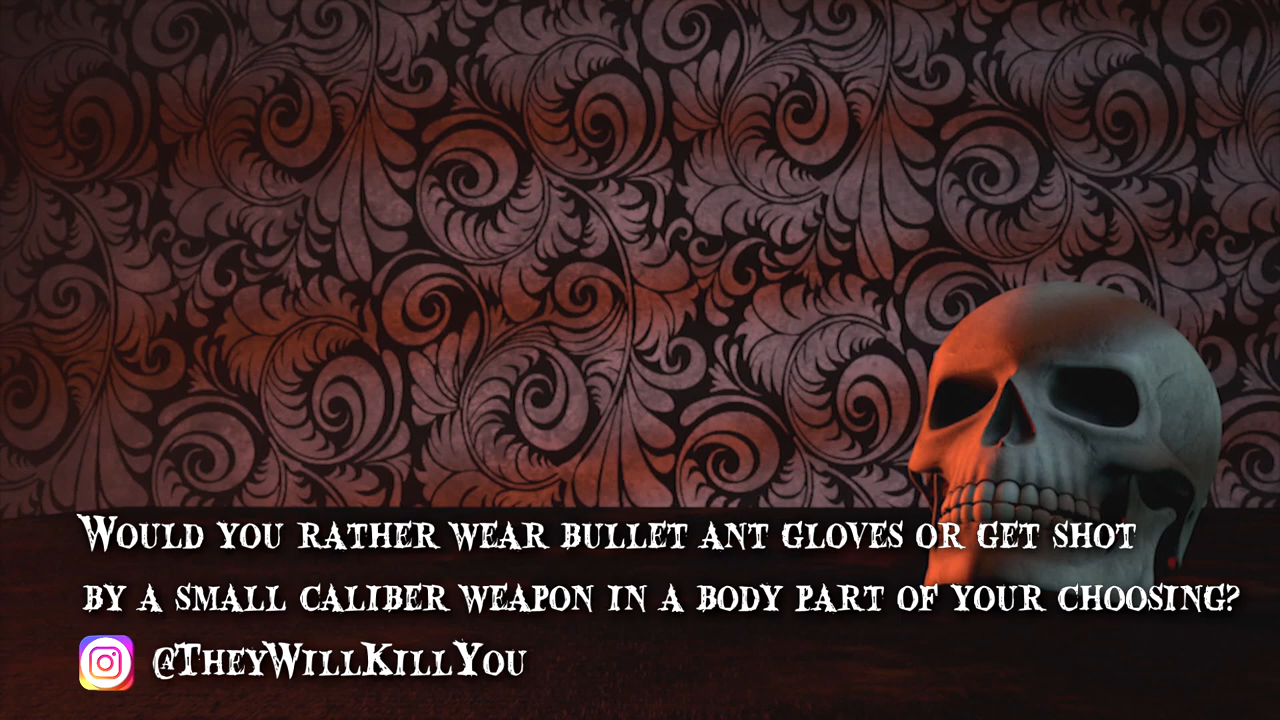 Would you rather wear bullet ant gloves or get shot
by a small caliber weapon in a body part of your choosing?
@TheyWillKillYou